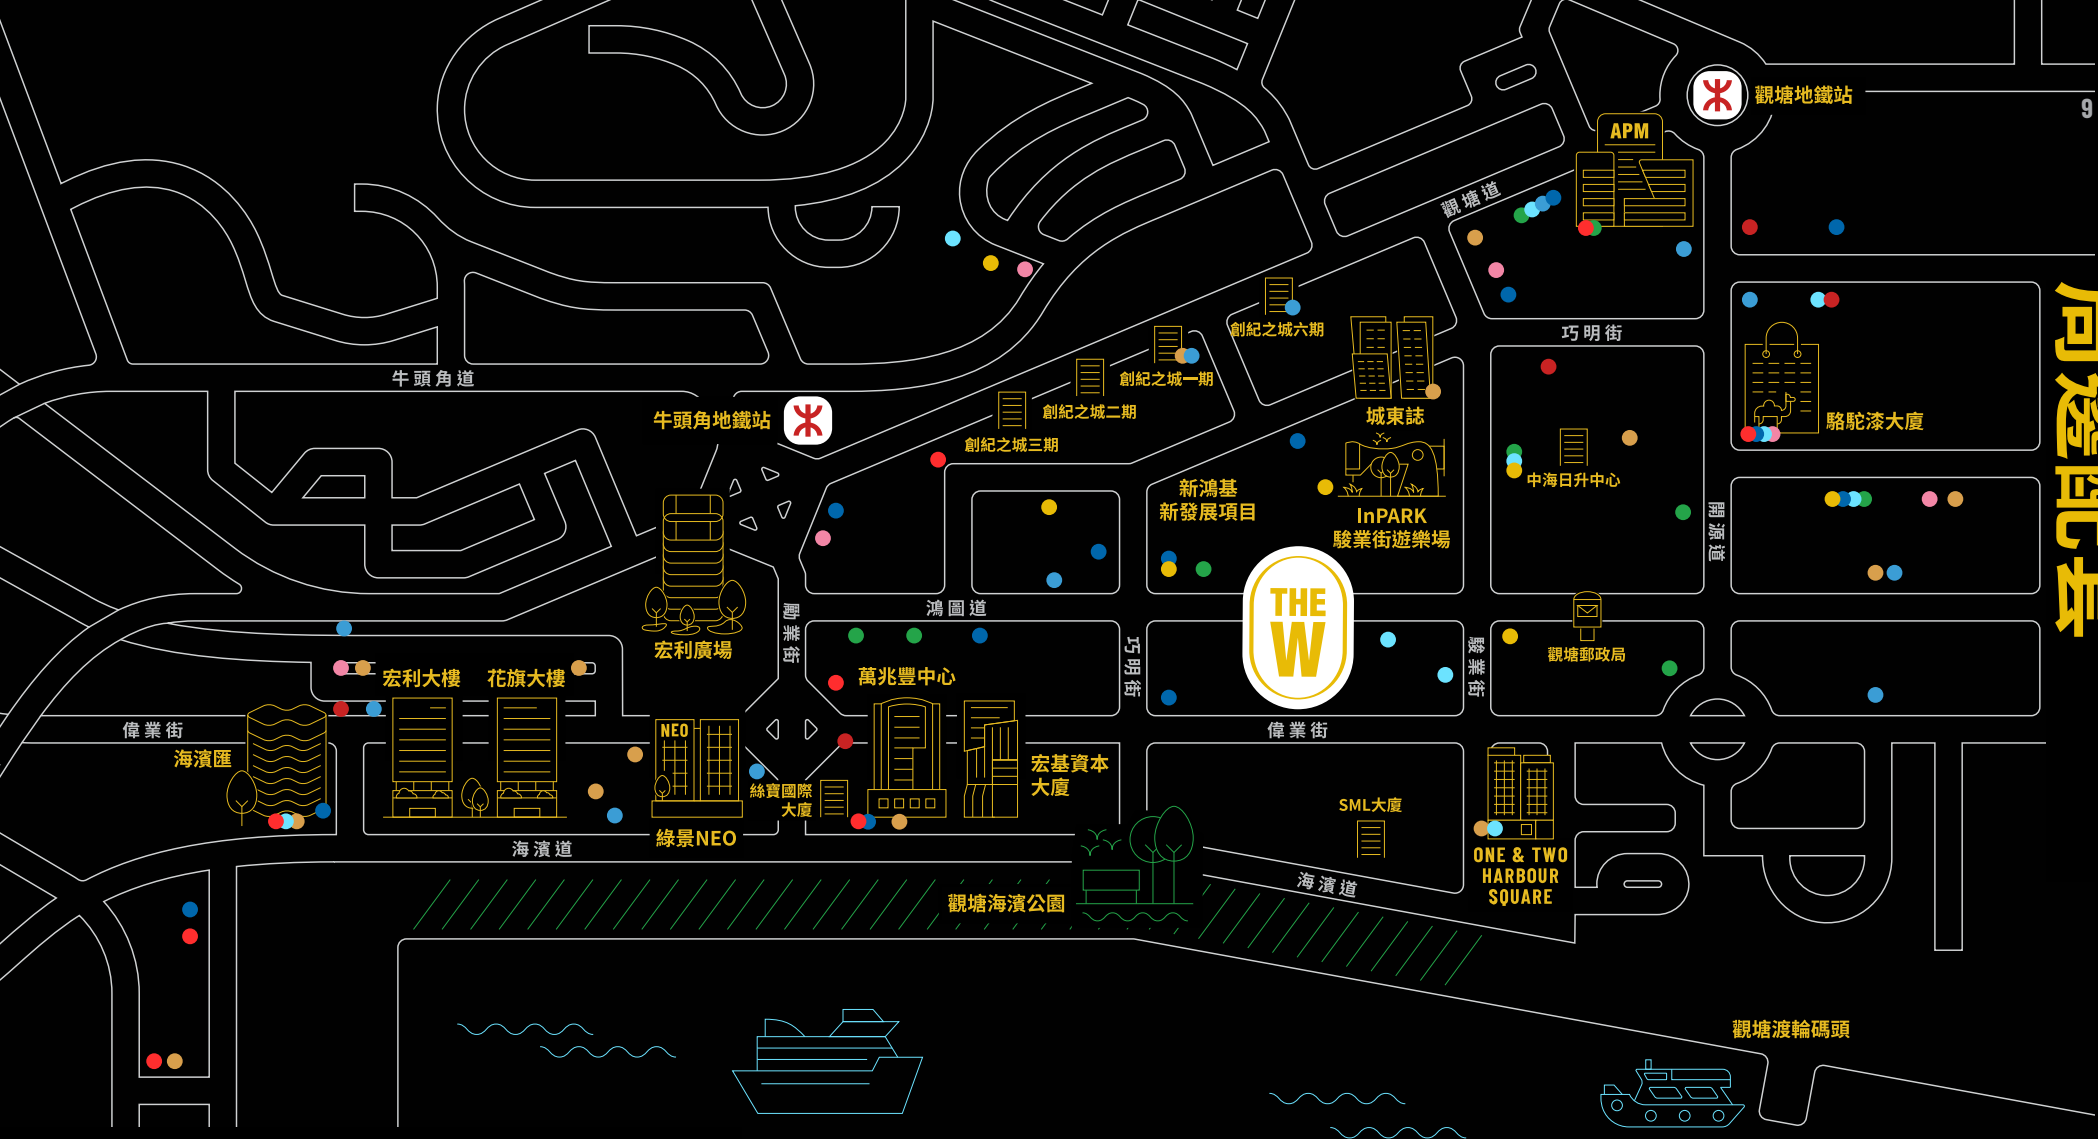 觀塘地鐵站
9
APM
觀塘道
創紀之城六期
巧明街
牛頭角道
創紀之城一期
創紀之城二期
創紀之城三期
牛頭角地鐵站
城東誌
駱駝漆大廈
中海日升中心
新鴻基
新發展項目
InPARK
駿業街遊樂場
開源道
THE
W
鴻圖道
勵業街
宏利廣場
巧明街
駿業街
觀塘郵政局
宏利大樓
花旗大樓
萬兆豐中心
偉業街
偉業街
海濱匯
NEO
宏基資本
大廈
絲寶國際
大廈
SML大廈
綠景NEO
海濱道
海濱道
ONE & TWO
HARBOUR
SQUARE
觀塘海濱公園
觀塘渡輪碼頭